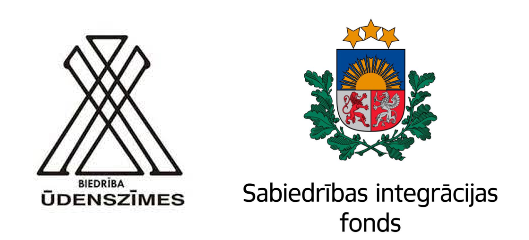 BIEDRĪBA
ŪDENSZĪMES
Sabiedrības integrācijas
fonds